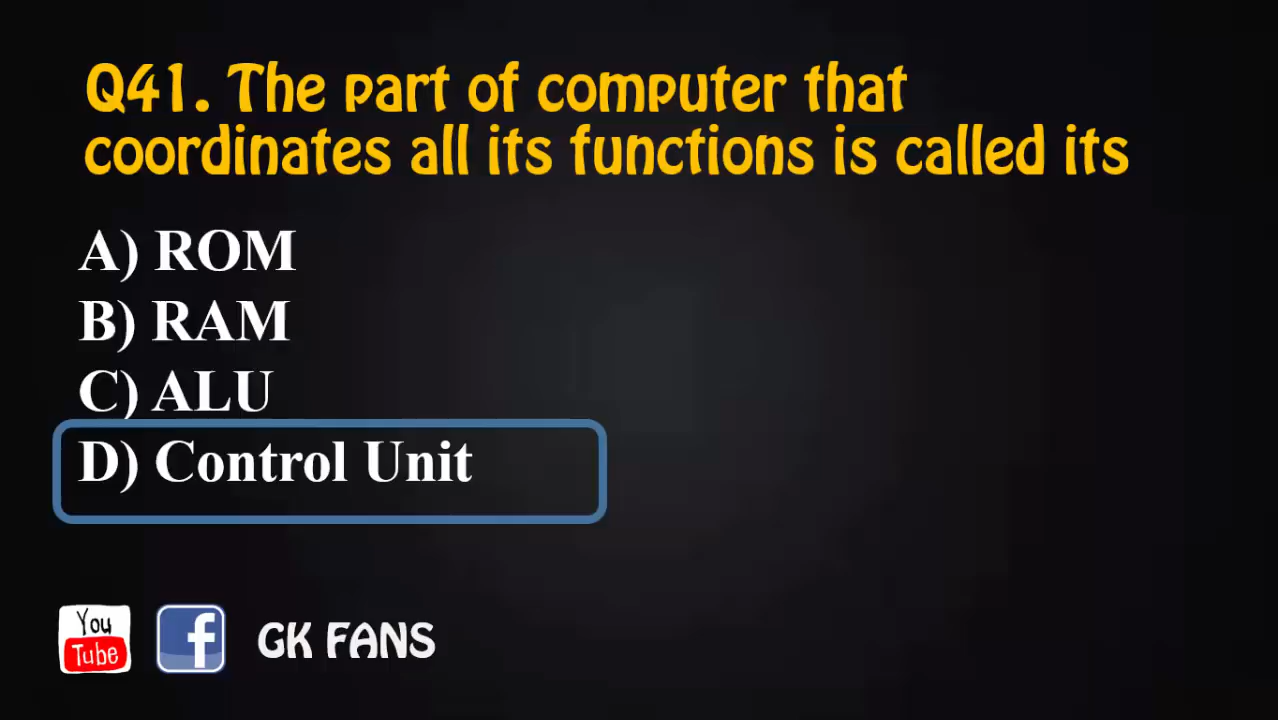 Q41. The part of computer that
coordinates all its functions is called its
A) ROM
B) RAM
C) ALU
D) Control Unit
You
Tube
f
GK FANS